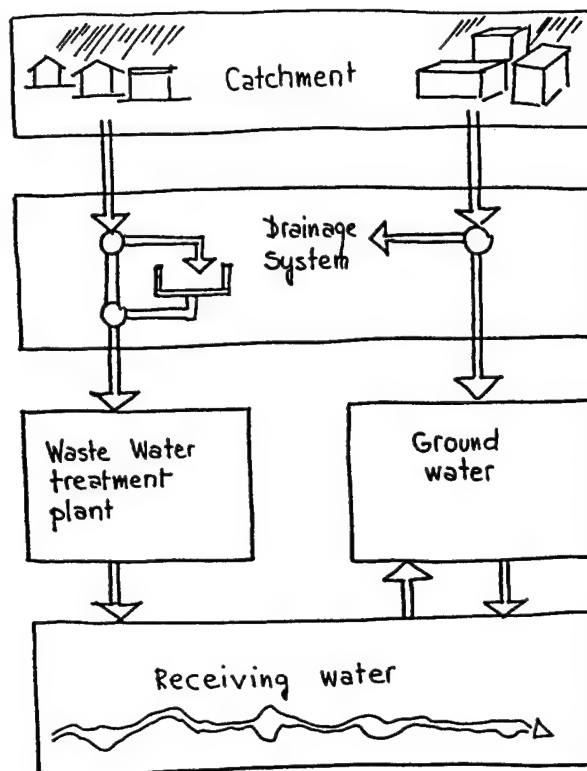 Catchment
Drainage
System
Waste Water
treatment
plant
Ground
water
Receiving water